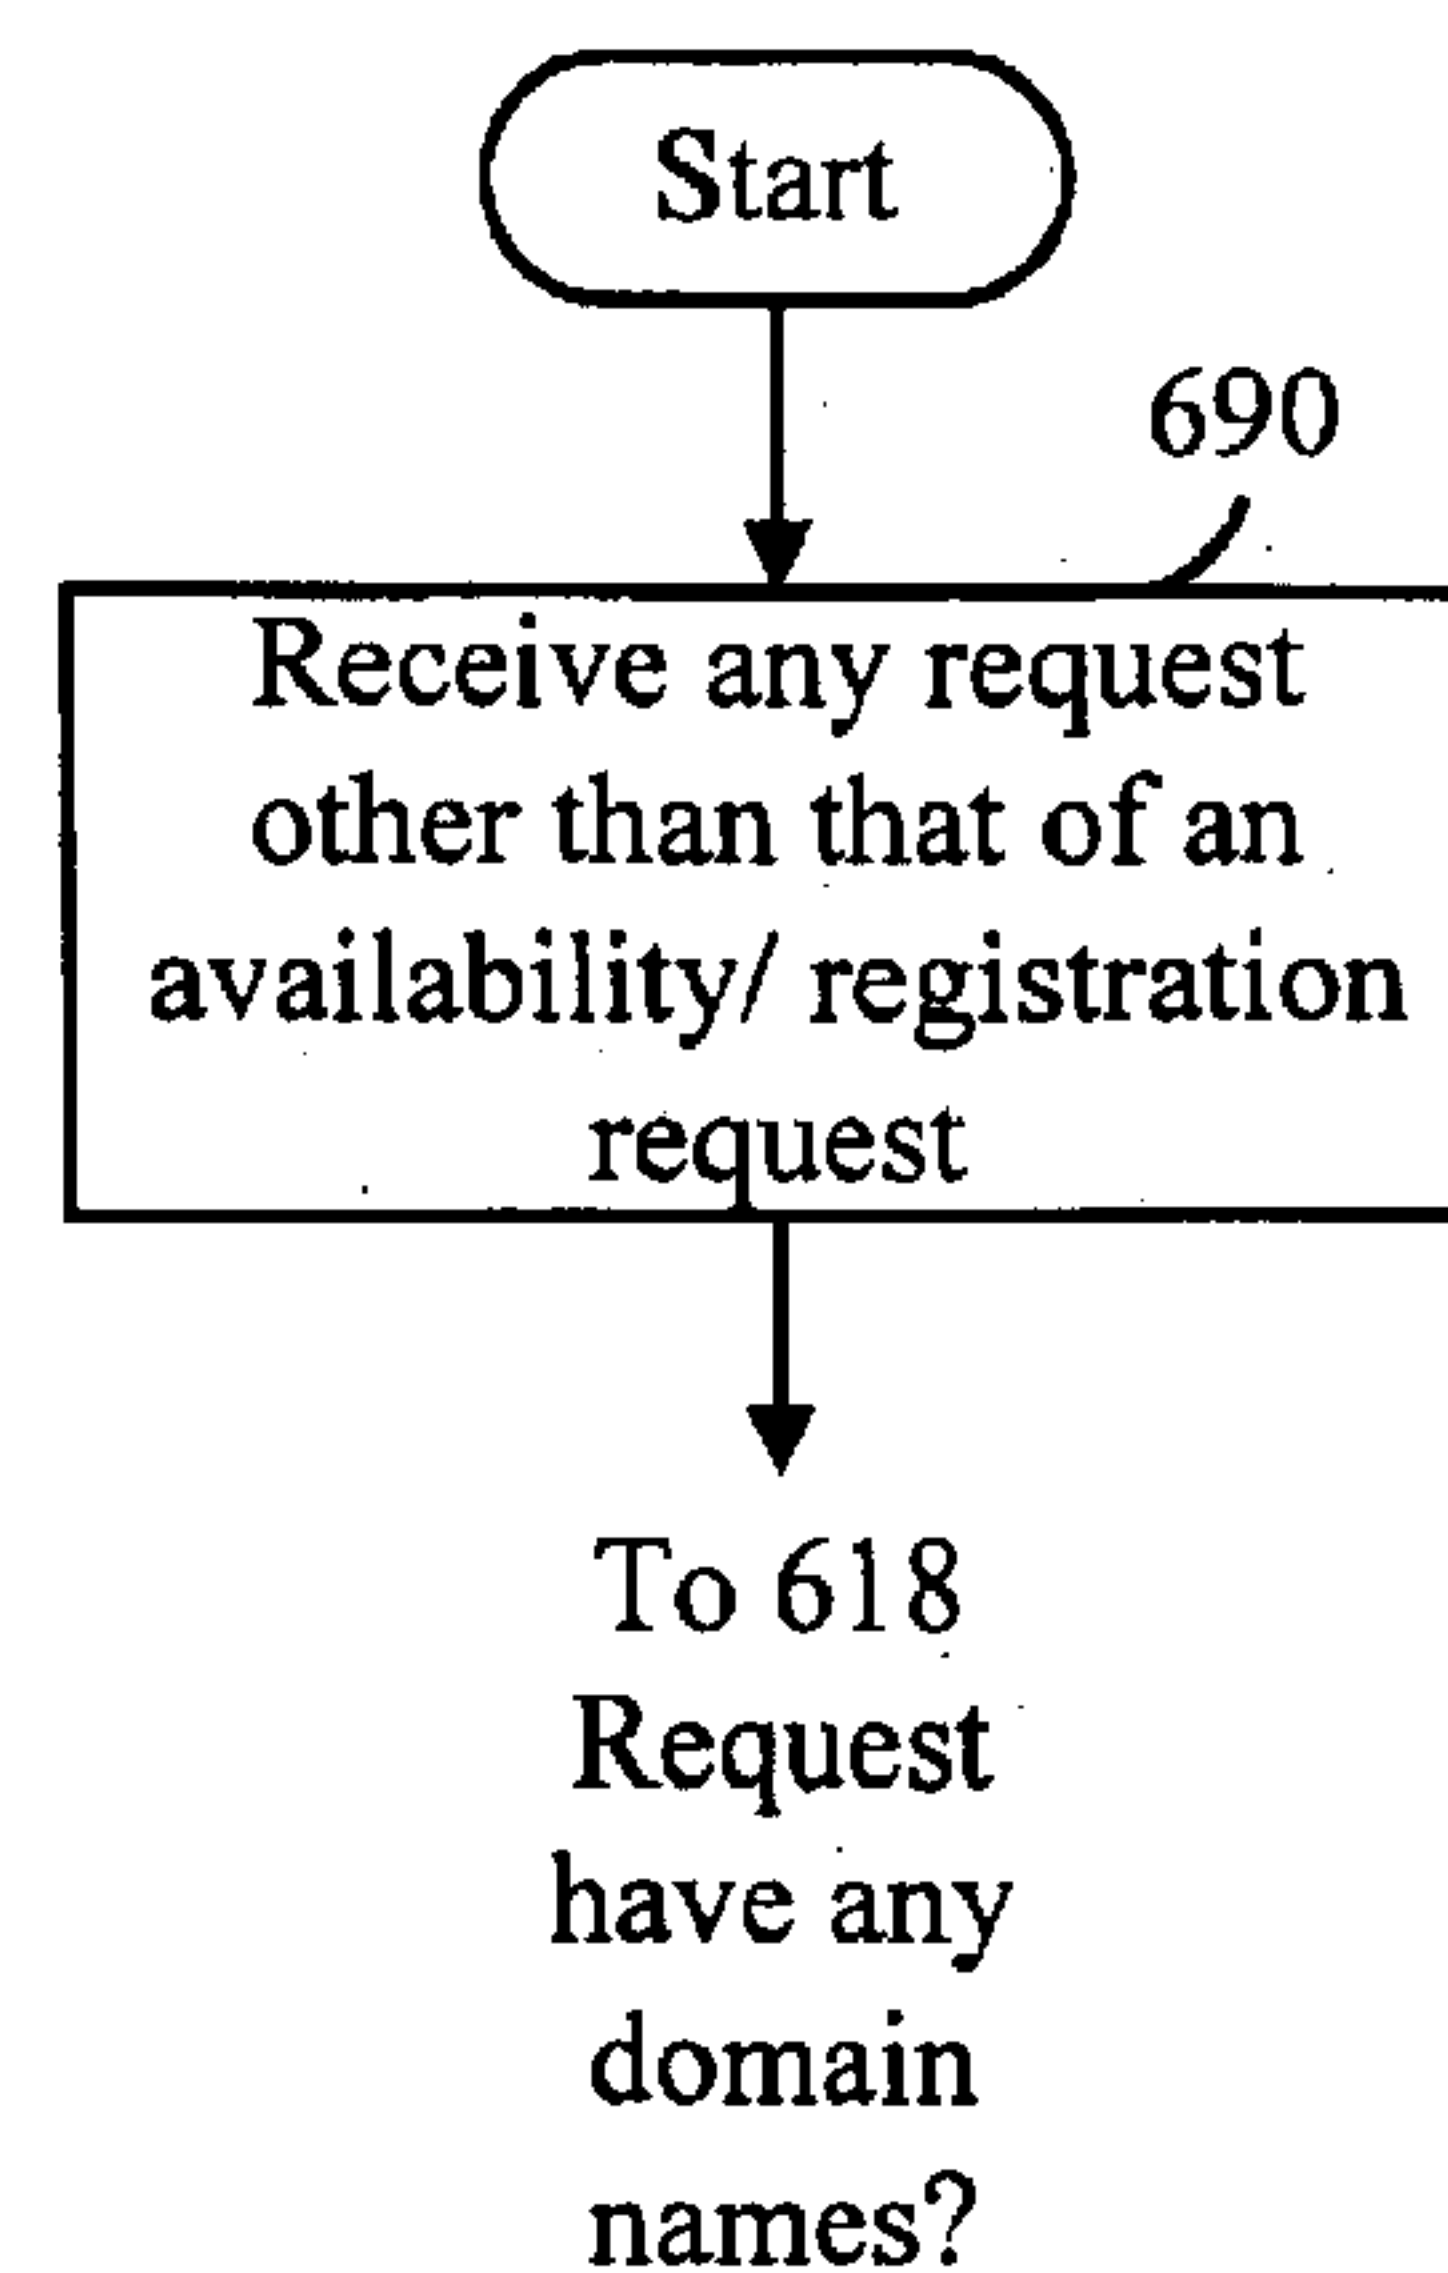 Start
690
Receive any request
other than that of an
availability/ registration
request
To 618
Request
have any
domain
names?